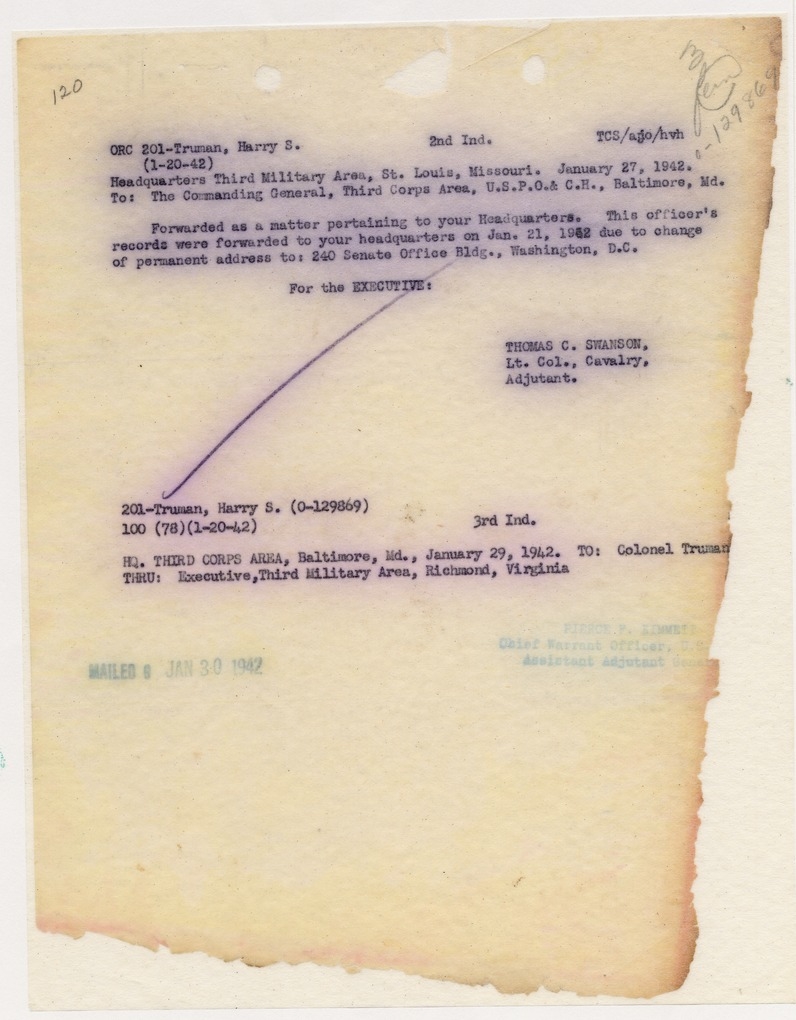 120
0-129869
ORC 201-Truman, Harry S. 2nd Ind. TCS/ajo/hvh
(1-20-42)
Headquarters Third Military Area, St. Louis, Missouri. January 27, 1942.
To: The Commanding General, Third Corps Area, U.S.P.O.& C.H., Baltimore, Md.
Forwarded as a matter pertaining to your Headquarters. This officer's
records were forwarded to your headquarters on Jan. 21, 1942 due to change
of permanent address to: 240 Senate Office Bldg., Washington, D.C.
For the EXECUTIVE:
THOMAS C. SWANSON,
Lt. Col., Cavalry,
Adjutant.
201-Truman, Harry S. (0-129869)
100 (78)(1-20-42) 3rd Ind.
HQ. THIRD CORPS AREA, Baltimore, Md., January 29, 1942. TO: Colonel Truman
THRU: Executive,Third Military Area, Richmond, Virginia
PIERCE P.
Chief Warrant Officer, U.S.
Assistant Adjutant
MAILED JAN 30 1942